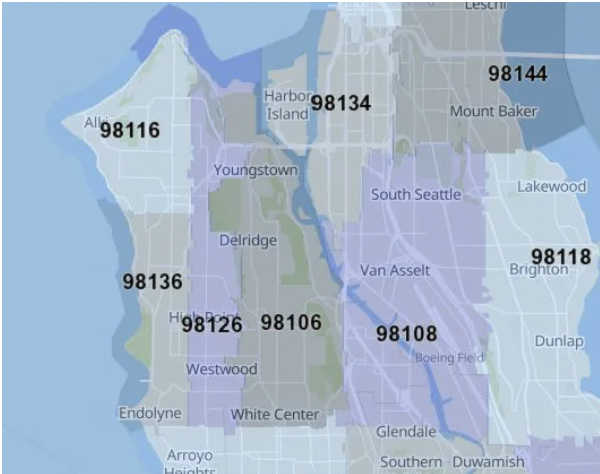 Leschi
98144
Harbor
Island
98134
Mount Baker
Alki
98116
Youngstown
South Seattle
Lakewood
Delridge
98118
Brighton
Van Asselt
98136
High Point
98126
98106
98108
Dunlap
Boeing Field
Westwood
Endolyne
White Center
Glendale
Arroyo
Heights
Southern Duwamish